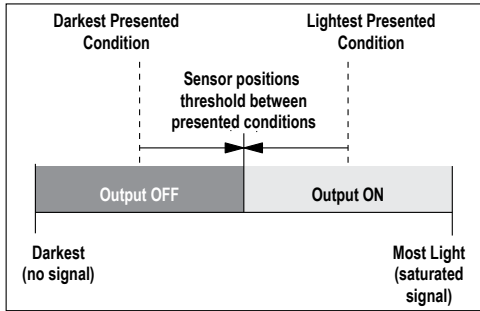 Darkest Presented
Condition
Lightest Presented
Condition
Sensor positions
threshold between
presented conditions
Output OFF
Output ON
Darkest
(no signal)
Most Light
(saturated
signal)